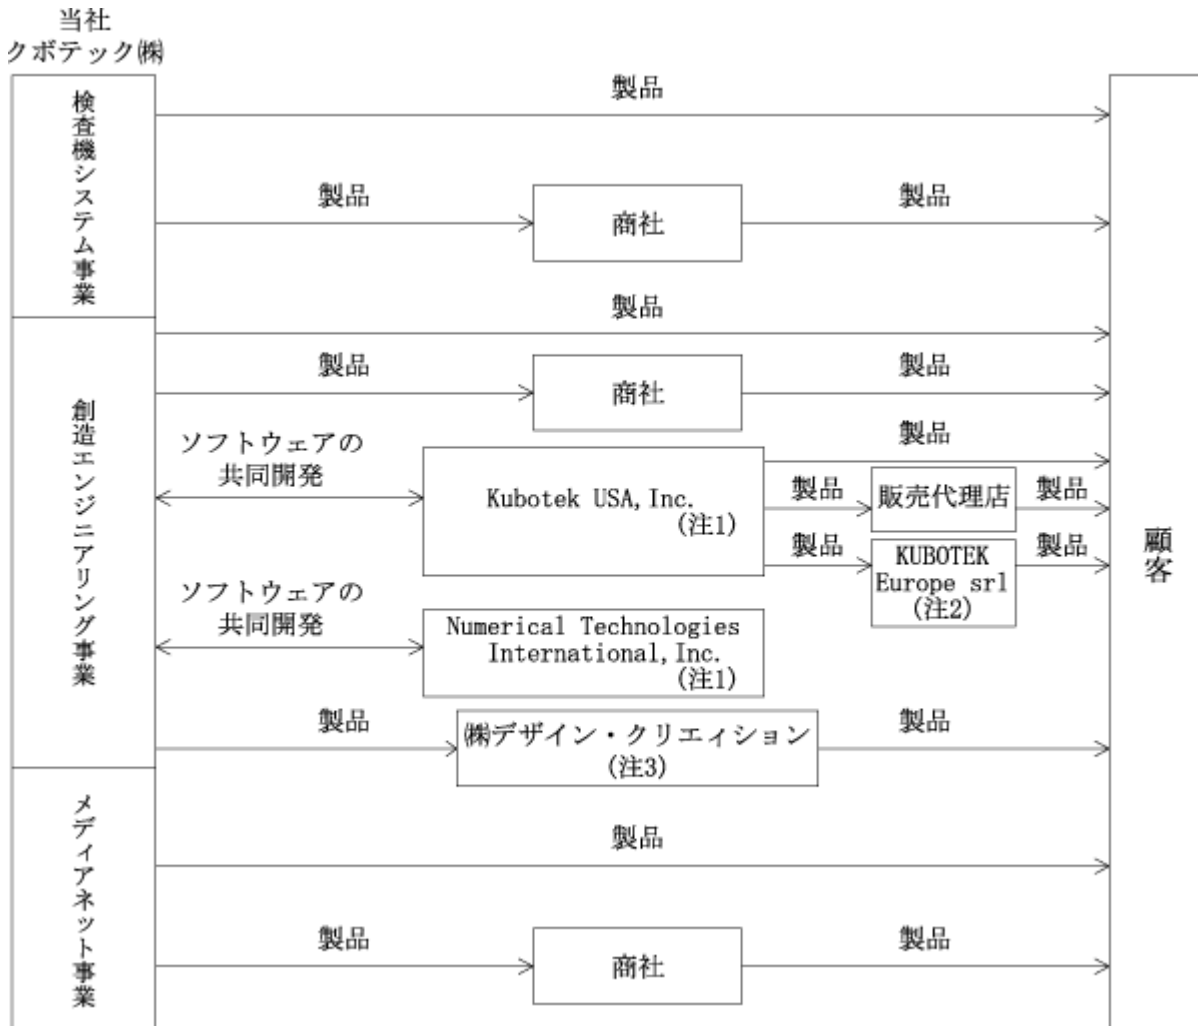 当社
クボテック㈱
検査機システム事業
製品
製品
商社
製品
創造エンジニアリング事業
製品
製品
商社
製品
ソフトウェアの
共同開発
Kubotek USA,Inc.
(注1)
製品
製品
販売代理店
製品
製品
KUBOTEK
Europe srl
(注2)
製品
ソフトウェアの
共同開発
Numerical Technologies
International,Inc.
(注1)
製品
㈱デザイン・クリエィション
(注3)
製品
メディアネット事業
製品
製品
商社
製品
顧客